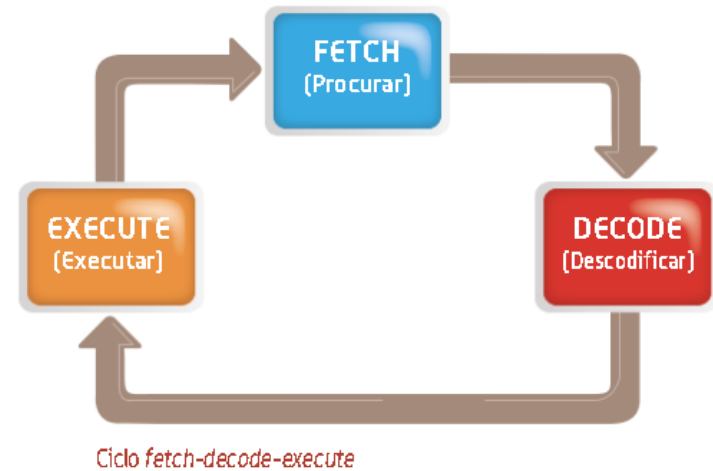 FETCH
(Procurar)
EXECUTE
(Executar)
DECODE
(Descodificar)
Ciclo fetch-decode-execute